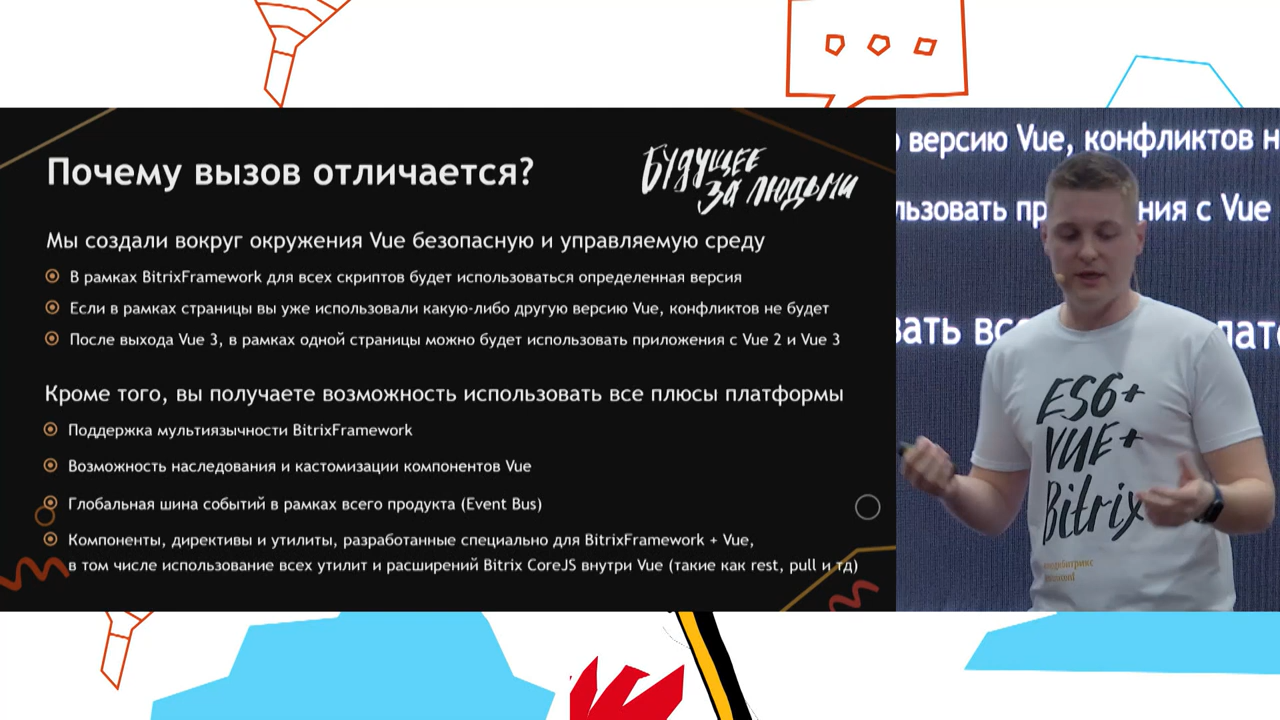 Почему вызов отличается?
БУДУЩЕЕ
ЗА ЛЮДЬМИ
Мы создали вокруг окружения Vue безопасную и управляемую среду
В рамках BitrixFramework для всех скриптов будет использоваться определенная версия
Если в рамках страницы вы уже использовали какую-либо другую версию Vue, конфликтов не будет
После выхода Vue 3, в рамках одной страницы можно будет использовать приложения с Vue 2 и Vue 3
Кроме того, вы получаете возможность использовать все плюсы платформы
Поддержка мультиязычности BitrixFramework
Возможность наследования и кастомизации компонентов Vue
Глобальная шина событий в рамках всего продукта (Event Bus)
Компоненты, директивы и утилиты, разработанные специально для BitrixFramework + Vue,
в том числе использование всех утилит и расширений Bitrix CoreJS внутри Vue (такие как rest, pull и тд)
версию Vue, конфликтов н
льзовать пр ния с Vue
вать вс лат
ES6+
VUE+
Bitrix